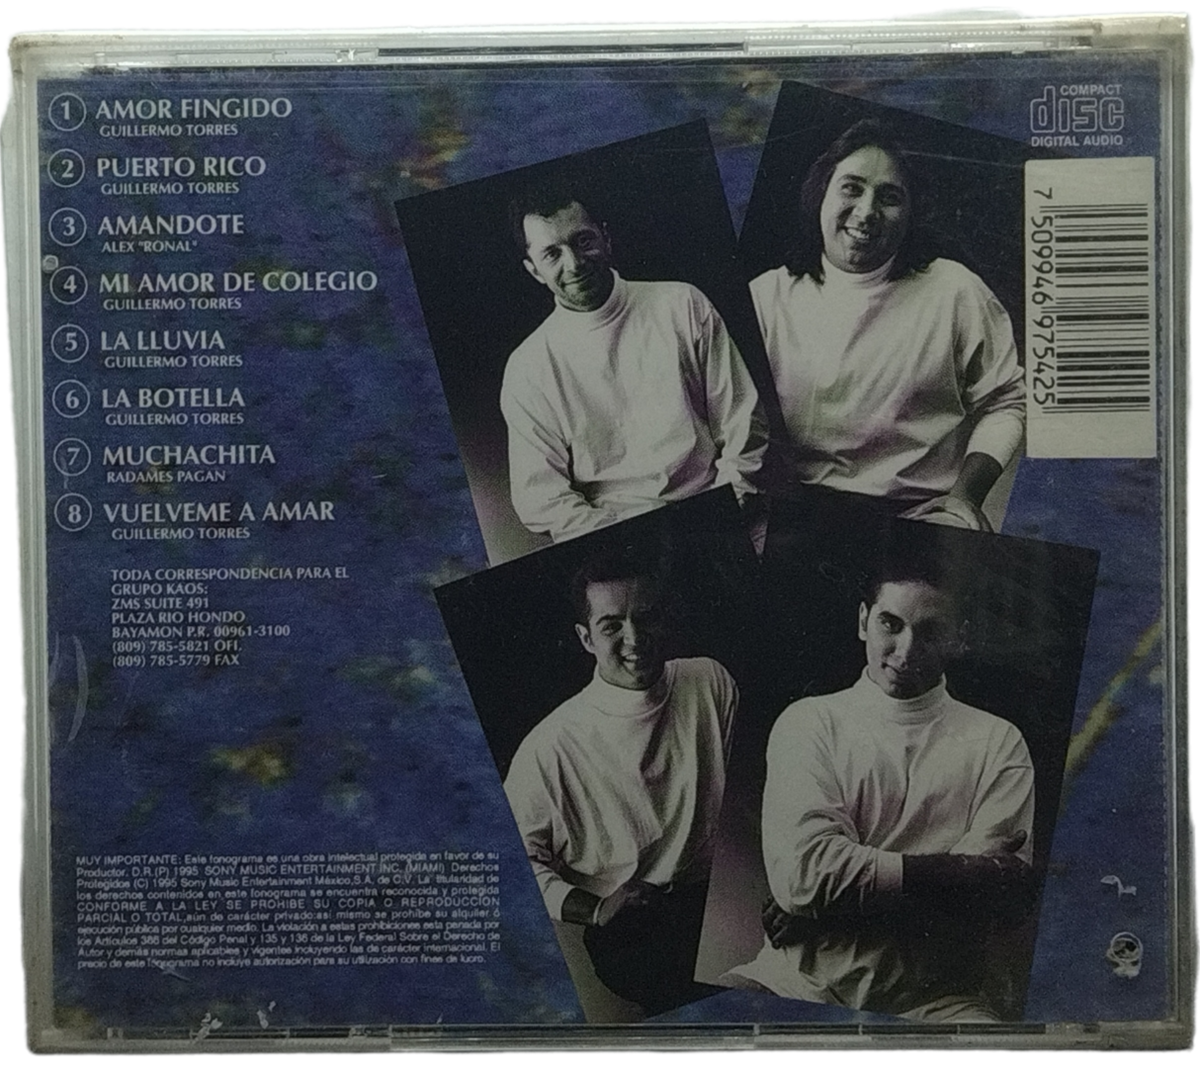 1 AMOR FINGIDO
GUILLERMO TORRES
2 PUERTO RICO
GUILLERMO TORRES
3 AMANDOTE
ALEX "RONAL"
4 MI AMOR DE COLEGIO
GUILLERMO TORRES
5 LA LLUVIA
GUILLERMO TORRES
6 LA BOTELLA
GUILLERMO TORRES
7 MUCHACHITA
RADAMES PAGAN
8 VUELVEME A AMAR
GUILLERMO TORRES
TODA CORRESPONDENCIA PARA EL
GRUPO KAOS:
ZMS SUITE 491
PLAZA RIO HONDO
BAYAMON P.R. 00961-3100
(809) 785-5821 OFI.
(809) 785-5779 FAX
MUY IMPORTANTE: Este fonograma es una obra intelectual protegida en favor de su
Productor. D.R.(P) 1995 SONY MUSIC ENTERTAINMENT INC. (MIAMI) Derechos
Protegidos (C) 1995 Sony Music Entertainment México,S.A. de C.V. La titularidad de
los derechos contenidos en este fonograma se encuentra reconocida y protegida
CONFORME A LA LEY. SE PROHIBE SU COPIA O REPRODUCCION
PARCIAL O TOTAL,aún de carácter privado:así mismo se prohibe su alquiler ó
ejecución pública por cualquier medio. La violación a estas prohibiciones esta penada por
los Artículos 386 del Código Penal y 135 y 136 de la Ley Federal Sobre el Derecho de
Autor y demás normas aplicables y vigentes incluyendo las de carácter internacional. El
precio de este fonograma no incluye autorización para su utilización con fines de lucro.
COMPACT
disc
DIGITAL AUDIO
7 509946 975425